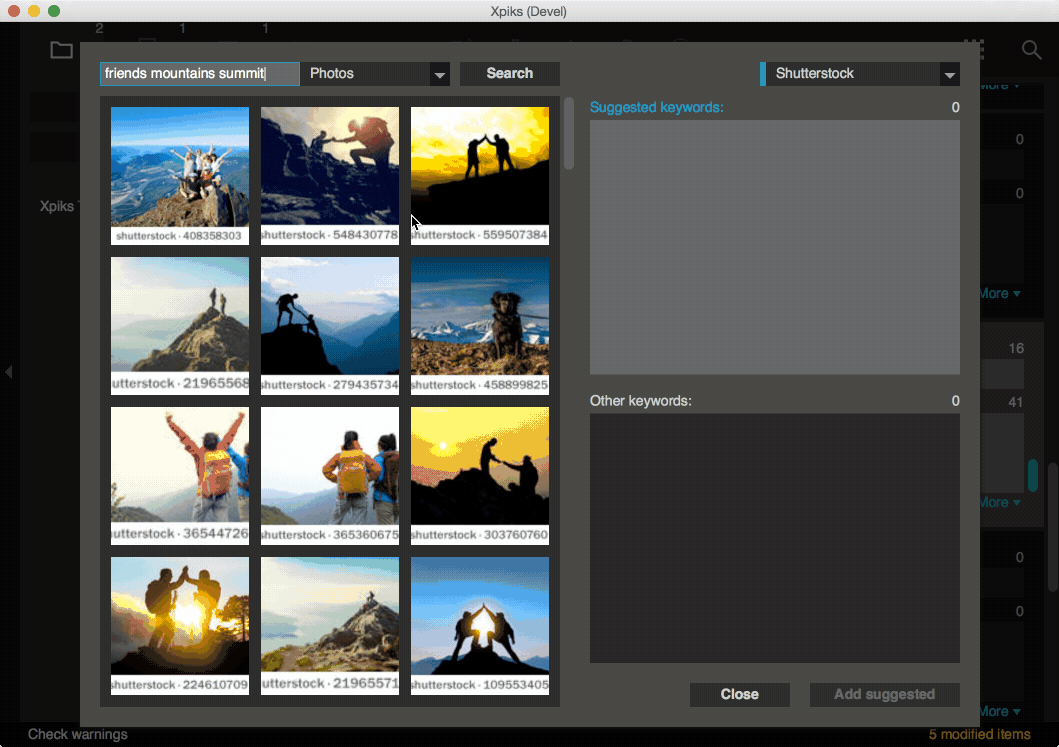 Xpiks (Devel)
2 1 1
friends mountains summit
Photos
Search
Shutterstock
Suggested keywords: 0
shutterstock · 408358303
shutterstock · 548430778
shutterstock · 559507384
utterstock · 21965568
shutterstock · 279435734
shutterstock · 458899825
utterstock · 36544726
shutterstock · 365360675
shutterstock · 303760760
shutterstock · 224610709
utterstock · 21965571
shutterstock · 109553405
Other keywords: 0
Close
Add suggested
Xpiks
More
0
0
More
16
41
More
0
0
More
Check warnings
5 modified items